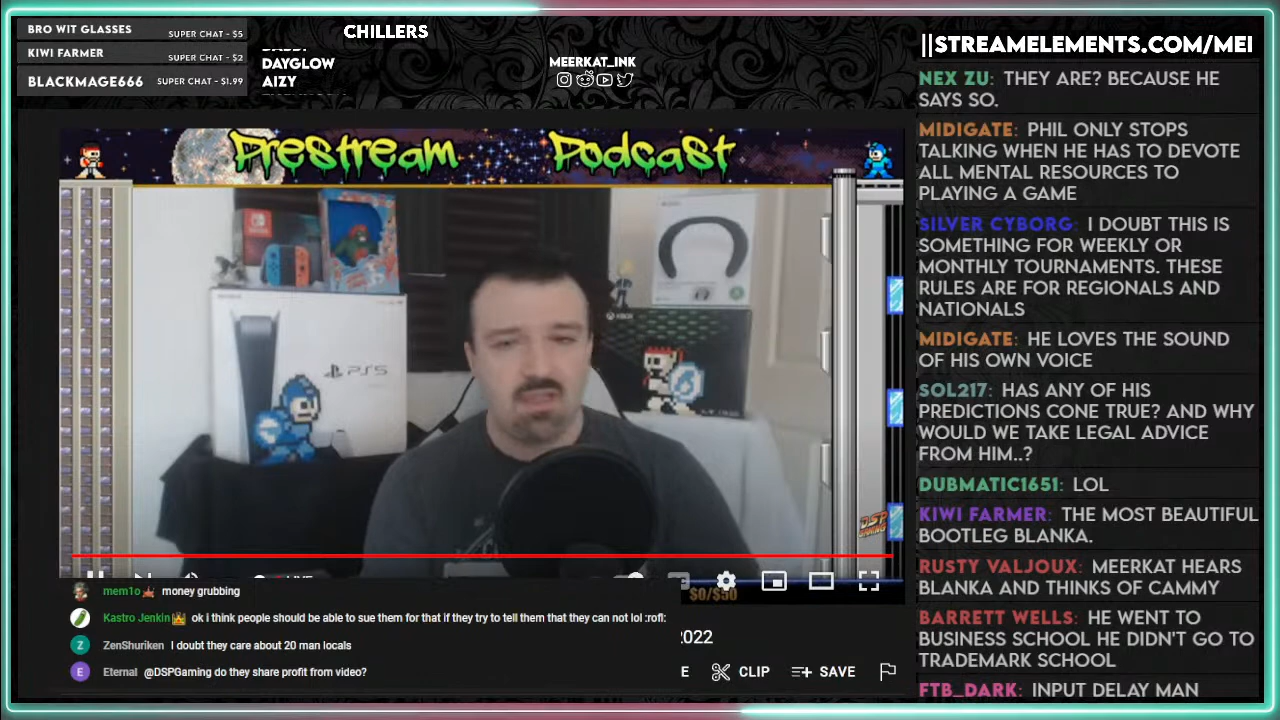 BRO WIT GLASSES SUPER CHAT - $5
KIWI FARMER SUPER CHAT - $2
BLACKMAGE666 SUPER CHAT - $1.99
CHILLERS
DAYGLOW
AIZY
MEERKAT_INK
||STREAMELEMENTS.COM/MEI
Prestream Podcast
PS5
XBOX
DSP
GAMING
LIVE
$0/$50
mem1o money grubbing
Kastro Jenkin ok i think people should be able to sue them for that if they try to tell them that they can not lol :rofl:
ZenShuriken I doubt they care about 20 man locals
Eternal @DSPGaming do they share profit from video?
2022
E CLIP SAVE
NEX ZU: THEY ARE? BECAUSE HE
SAYS SO.
MIDIGATE: PHIL ONLY STOPS
TALKING WHEN HE HAS TO DEVOTE
ALL MENTAL RESOURCES TO
PLAYING A GAME
SILVER CYBORG: I DOUBT THIS IS
SOMETHING FOR WEEKLY OR
MONTHLY TOURNAMENTS. THESE
RULES ARE FOR REGIONALS AND
NATIONALS
MIDIGATE: HE LOVES THE SOUND
OF HIS OWN VOICE
SOL217: HAS ANY OF HIS
PREDICTIONS CONE TRUE? AND WHY
WOULD WE TAKE LEGAL ADVICE
FROM HIM..?
DUBMATIC1651: LOL
KIWI FARMER: THE MOST BEAUTIFUL
BOOTLEG BLANKA.
RUSTY VALJOUX: MEERKAT HEARS
BLANKA AND THINKS OF CAMMY
BARRETT WELLS: HE WENT TO
BUSINESS SCHOOL HE DIDN'T GO TO
TRADEMARK SCHOOL
FTB_DARK: INPUT DELAY MAN